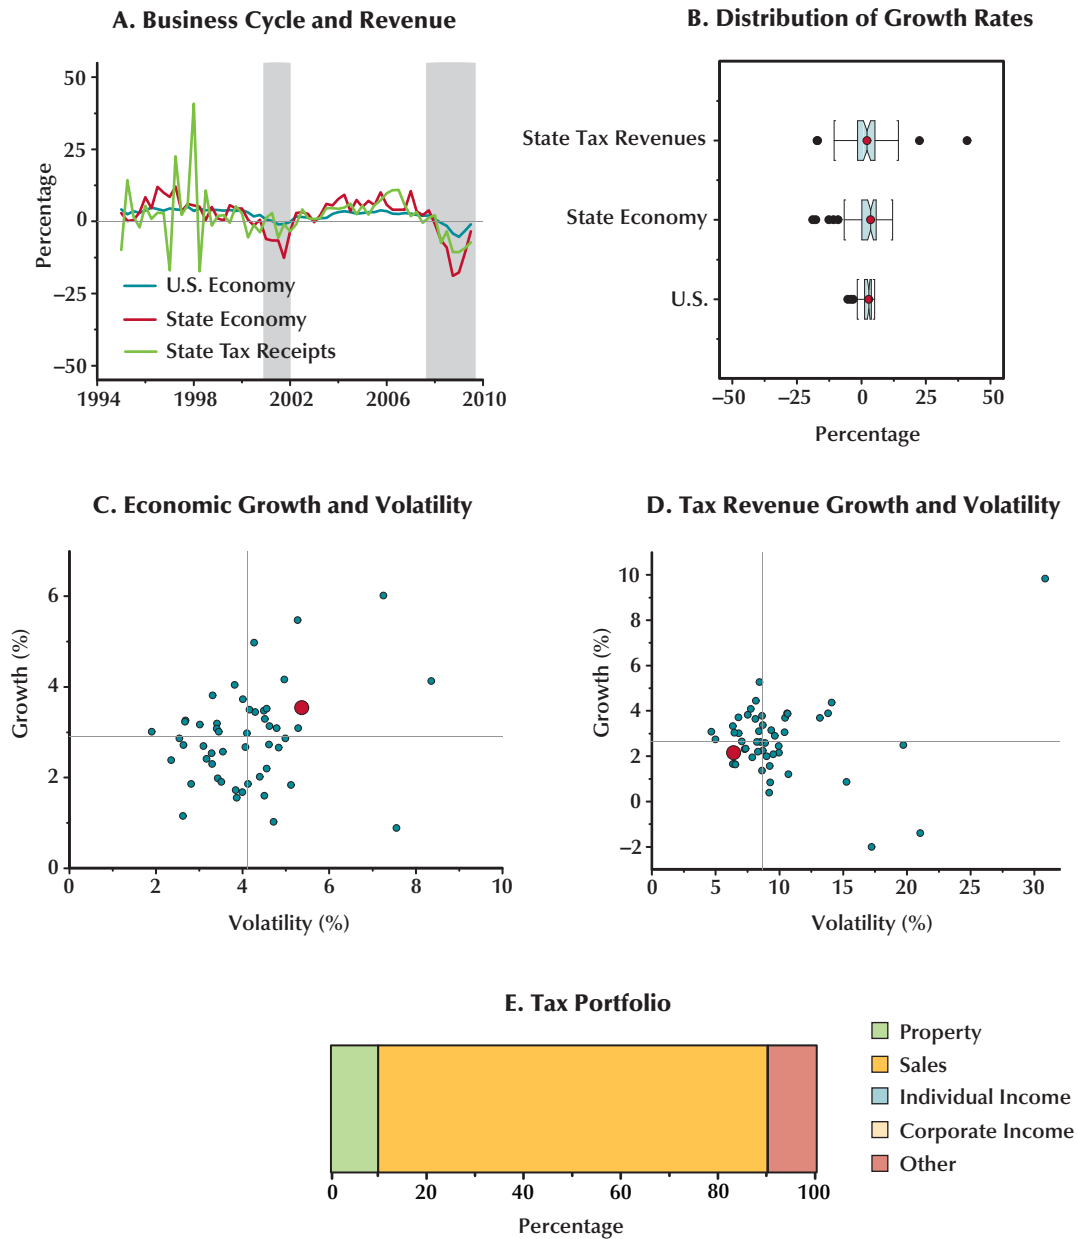 A. Business Cycle and Revenue
50
25
0
−25
−50
Percentage
U.S. Economy
State Economy
State Tax Receipts
1994
1998
2002
2006
2010
B. Distribution of Growth Rates
State Tax Revenues
State Economy
U.S.
−50
−25
0
25
50
Percentage
C. Economic Growth and Volatility
6
4
2
0
Growth (%)
0
2
4
6
8
10
Volatility (%)
D. Tax Revenue Growth and Volatility
10
8
6
4
2
0
−2
Growth (%)
0
5
10
15
20
25
30
Volatility (%)
E. Tax Portfolio
0
20
40
60
80
100
Percentage
Property
Sales
Individual Income
Corporate Income
Other